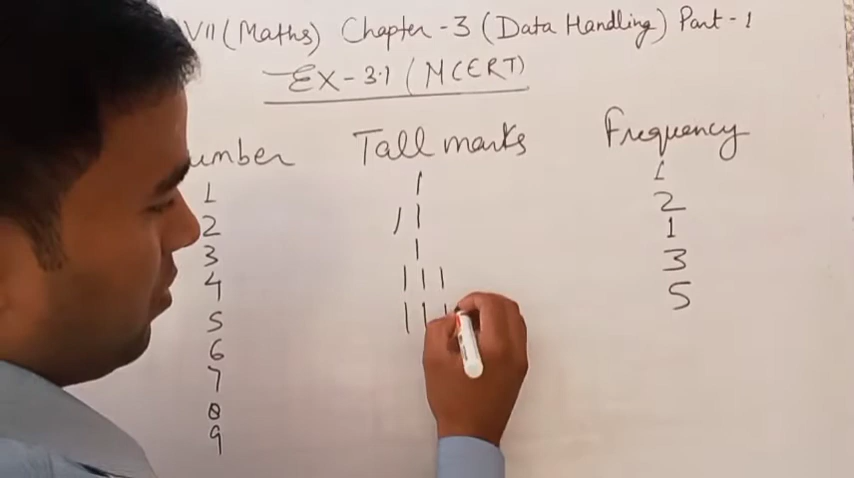 VII (Maths) Chapter - 3 (Data Handling) Part - 1
Ex - 3.1 (NCERT)
umber Tall marks Frequency
1 | 1
2 || 2
3 | 1
4 ||| 3
5 ||| 5
6
7
8
9